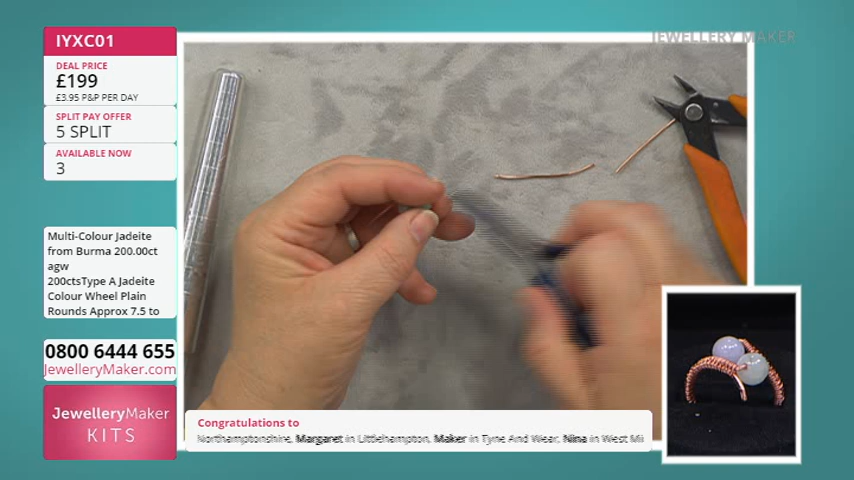 IYXC01
DEAL PRICE
£199
£3.95 P&P PER DAY
SPLIT PAY OFFER
5 SPLIT
AVAILABLE NOW
3
Multi-Colour Jadeite
from Burma 200.00ct
agw
200ctsType A Jadeite
Colour Wheel Plain
Rounds Approx 7.5 to
0800 6444 655
JewelleryMaker.com
JewelleryMaker
KITS
JEWELLERY MAKER
Congratulations to
Northamptonshire, Margaret in Littlehampton, Maker in Tyne And Wear, Nina in West Mi